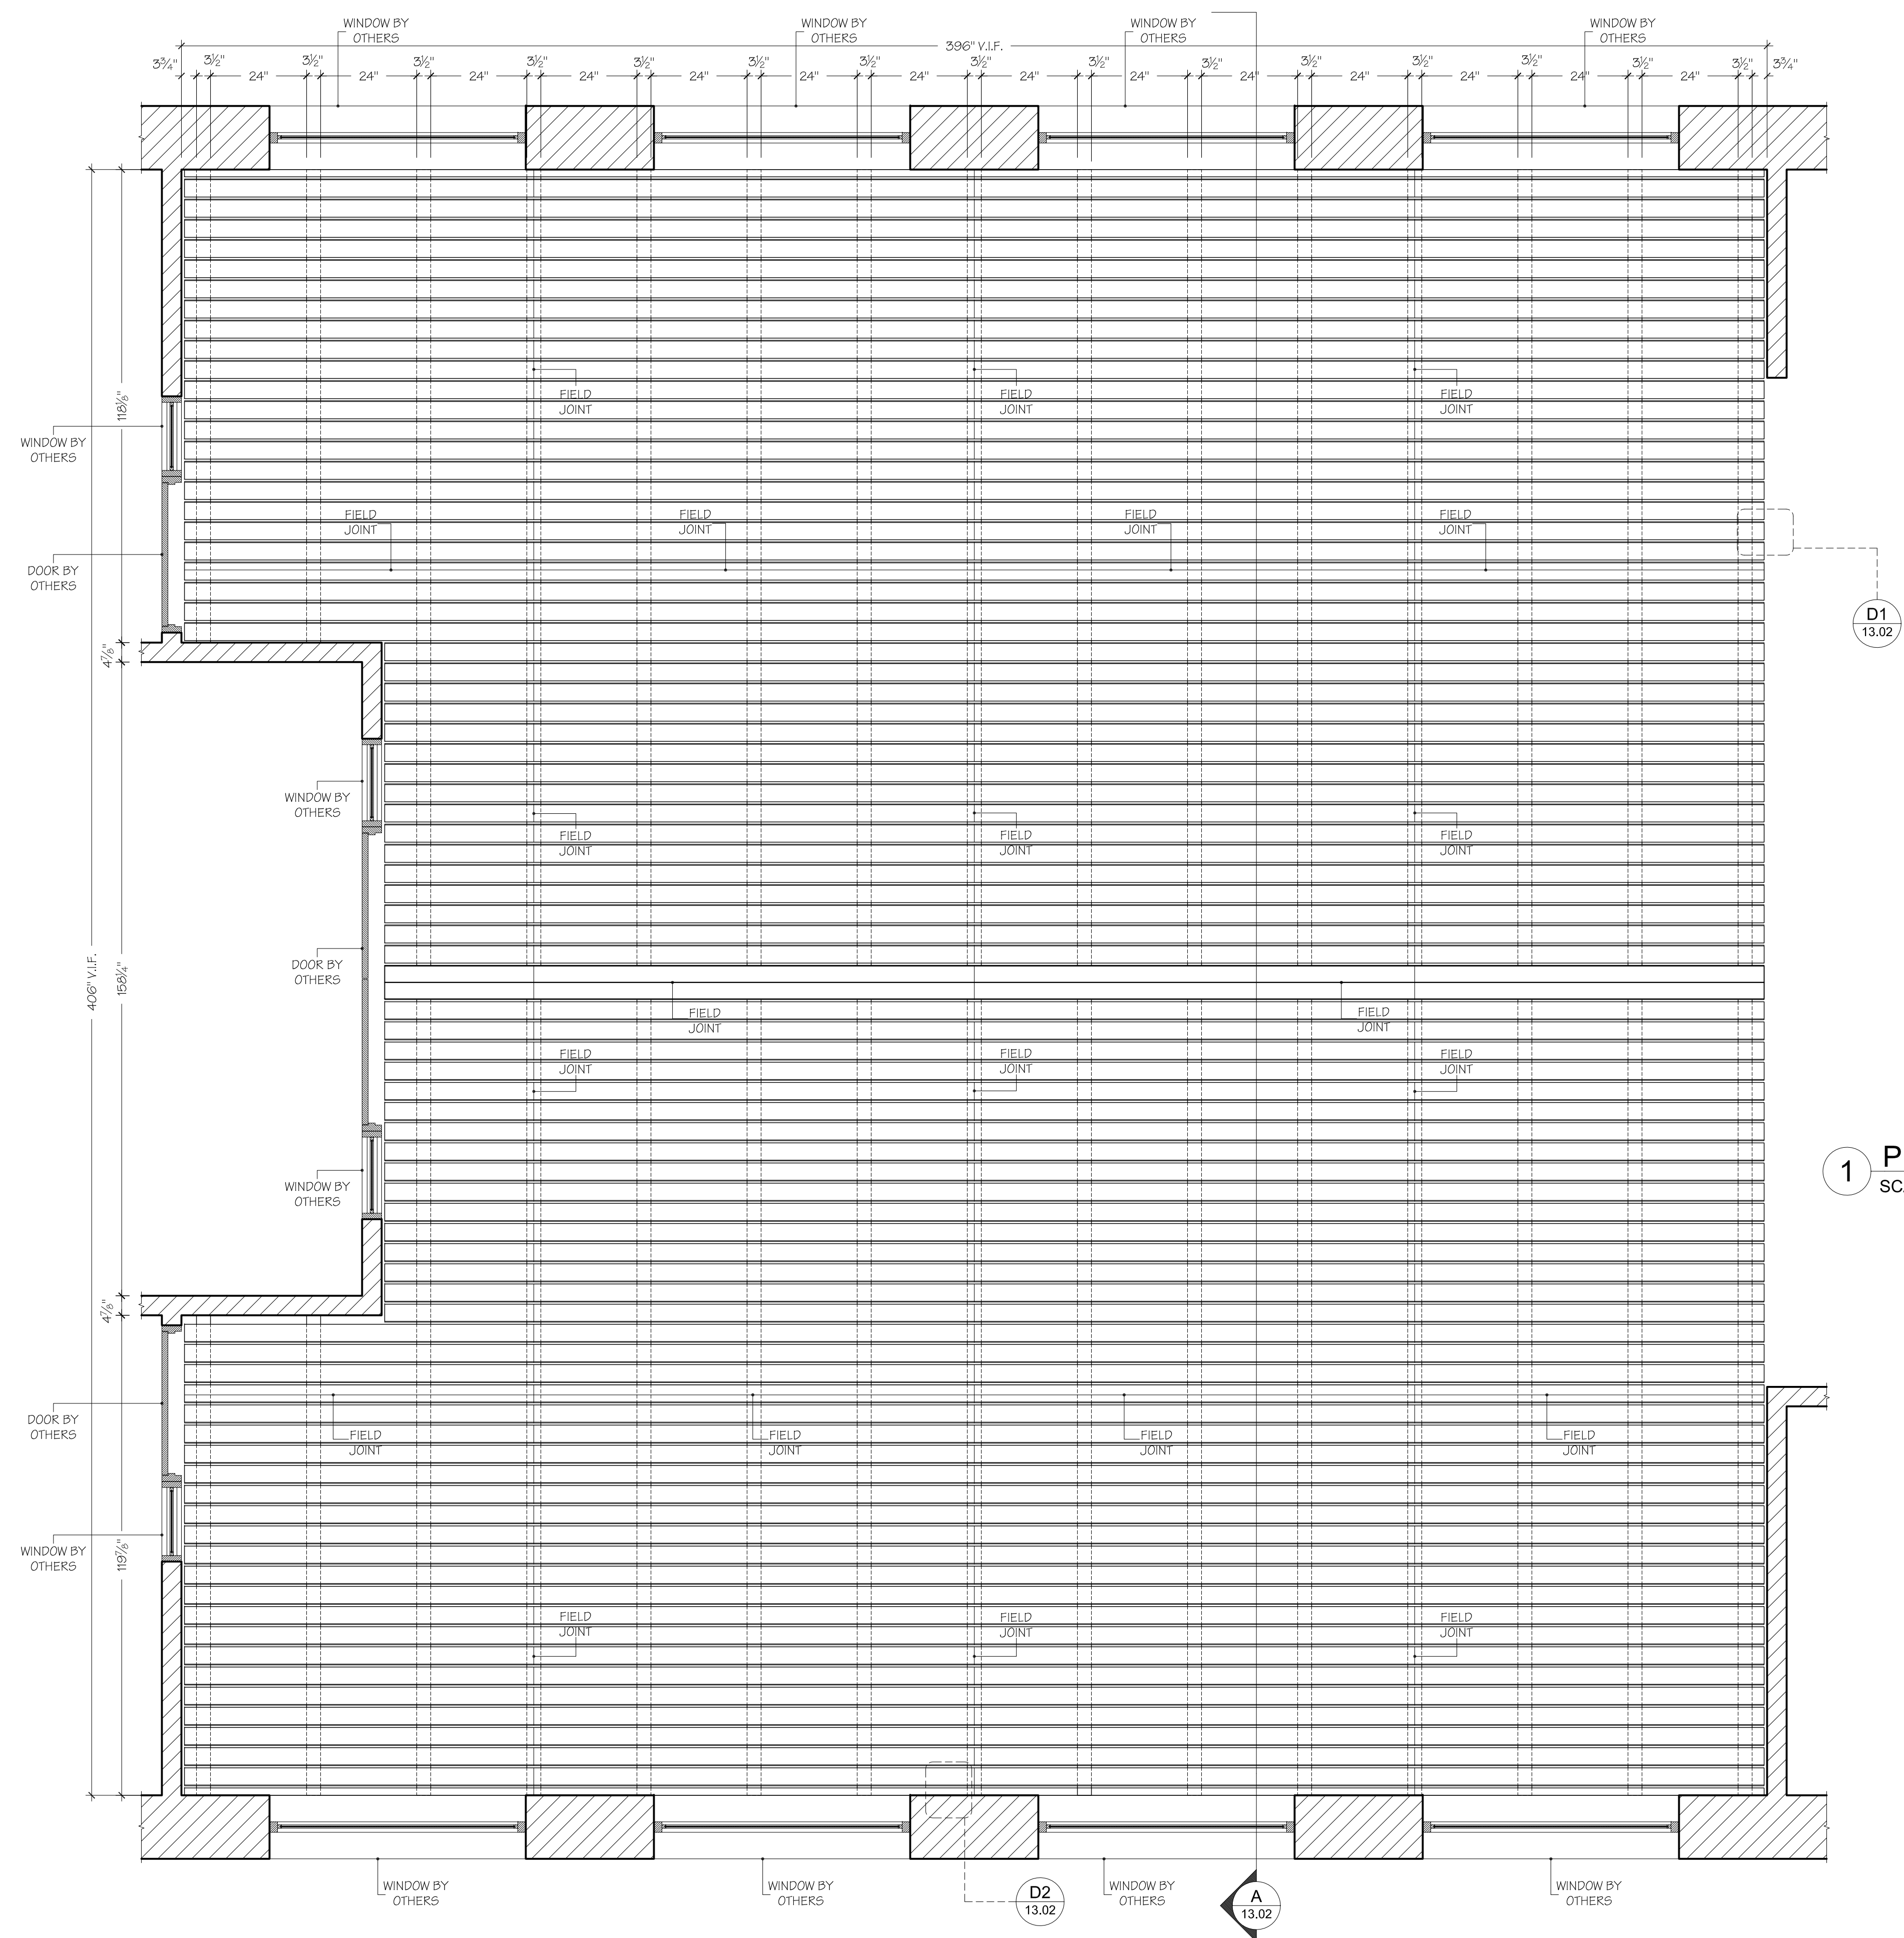 WINDOW BY
OTHERS
WINDOW BY
OTHERS
WINDOW BY
OTHERS
WINDOW BY
OTHERS
396" V.I.F.
3¾" 3½" 3½" 3½" 3½" 3½" 3½" 3½" 3½" 3½" 3½" 3½" 3½" 3½" 3½" 3½" 3¾"
24" 24" 24" 24" 24" 24" 24" 24" 24" 24" 24" 24" 24" 24"
118⅛"
FIELD
JOINT
FIELD
JOINT
FIELD
JOINT
WINDOW BY
OTHERS
FIELD
JOINT
FIELD
JOINT
FIELD
JOINT
FIELD
JOINT
DOOR BY
OTHERS
D1
13.02
4⅞"
WINDOW BY
OTHERS
FIELD
JOINT
FIELD
JOINT
FIELD
JOINT
406" V.I.F.
158¼"
DOOR BY
OTHERS
FIELD
JOINT
FIELD
JOINT
FIELD
JOINT
FIELD
JOINT
FIELD
JOINT
1
P
SC
WINDOW BY
OTHERS
4⅞"
DOOR BY
OTHERS
FIELD
JOINT
FIELD
JOINT
FIELD
JOINT
FIELD
JOINT
WINDOW BY
OTHERS
119⅞"
FIELD
JOINT
FIELD
JOINT
FIELD
JOINT
WINDOW BY
OTHERS
WINDOW BY
OTHERS
D2
13.02
WINDOW BY
OTHERS
A
13.02
WINDOW BY
OTHERS